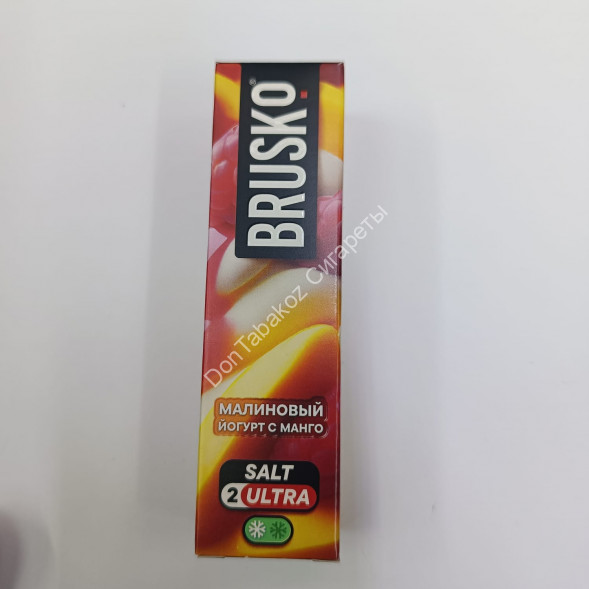 BRUSKO®
DonTabakoz Сигареты
МАЛИНОВЫЙ
ЙОГУРТ С МАНГО
SALT
2 ULTRA